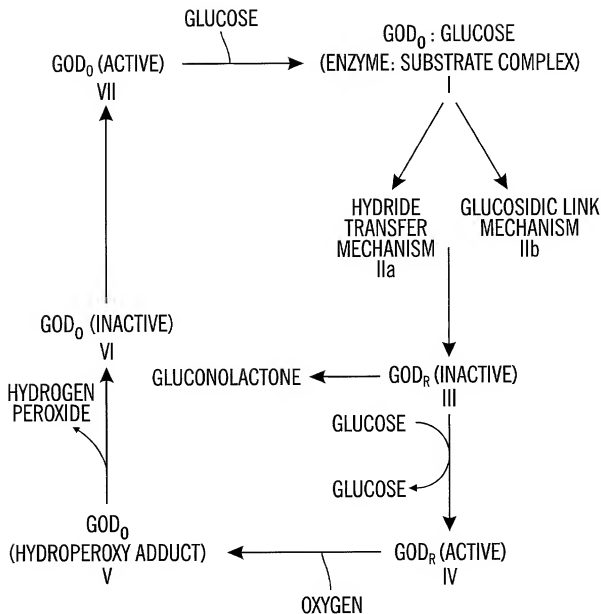 GLUCOSE
GOD₀ : GLUCOSE
(ENZYME: SUBSTRATE COMPLEX)
I
GOD₀ (ACTIVE)
VII
HYDRIDE
TRANSFER
MECHANISM
IIa
GLUCOSIDIC LINK
MECHANISM
IIb
GOD₀ (INACTIVE)
VI
GLUCONOLACTONE
GODR (INACTIVE)
III
HYDROGEN
PEROXIDE
GLUCOSE
GLUCOSE
GOD₀
(HYDROPEROXY ADDUCT)
V
GODR (ACTIVE)
IV
OXYGEN